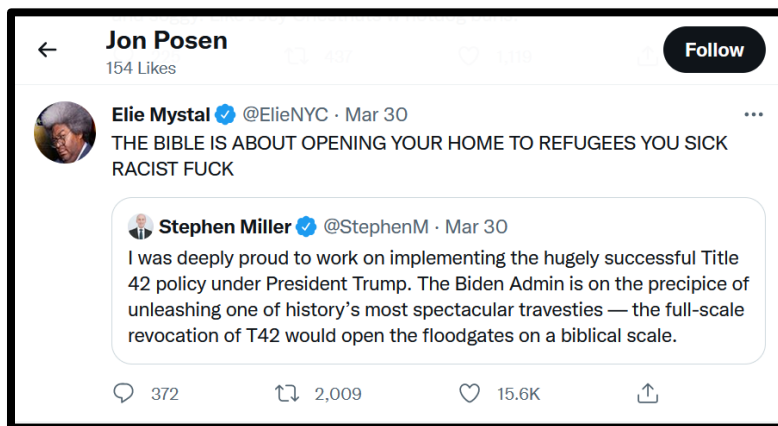 Jon Posen
154 Likes
Follow
437
1,119
Elie Mystal @ElieNYC · Mar 30
THE BIBLE IS ABOUT OPENING YOUR HOME TO REFUGEES YOU SICK
RACIST FUCK
Stephen Miller @StephenM · Mar 30
I was deeply proud to work on implementing the hugely successful Title
42 policy under President Trump. The Biden Admin is on the precipice of
unleashing one of history's most spectacular travesties — the full-scale
revocation of T42 would open the floodgates on a biblical scale.
372 2,009 15.6K